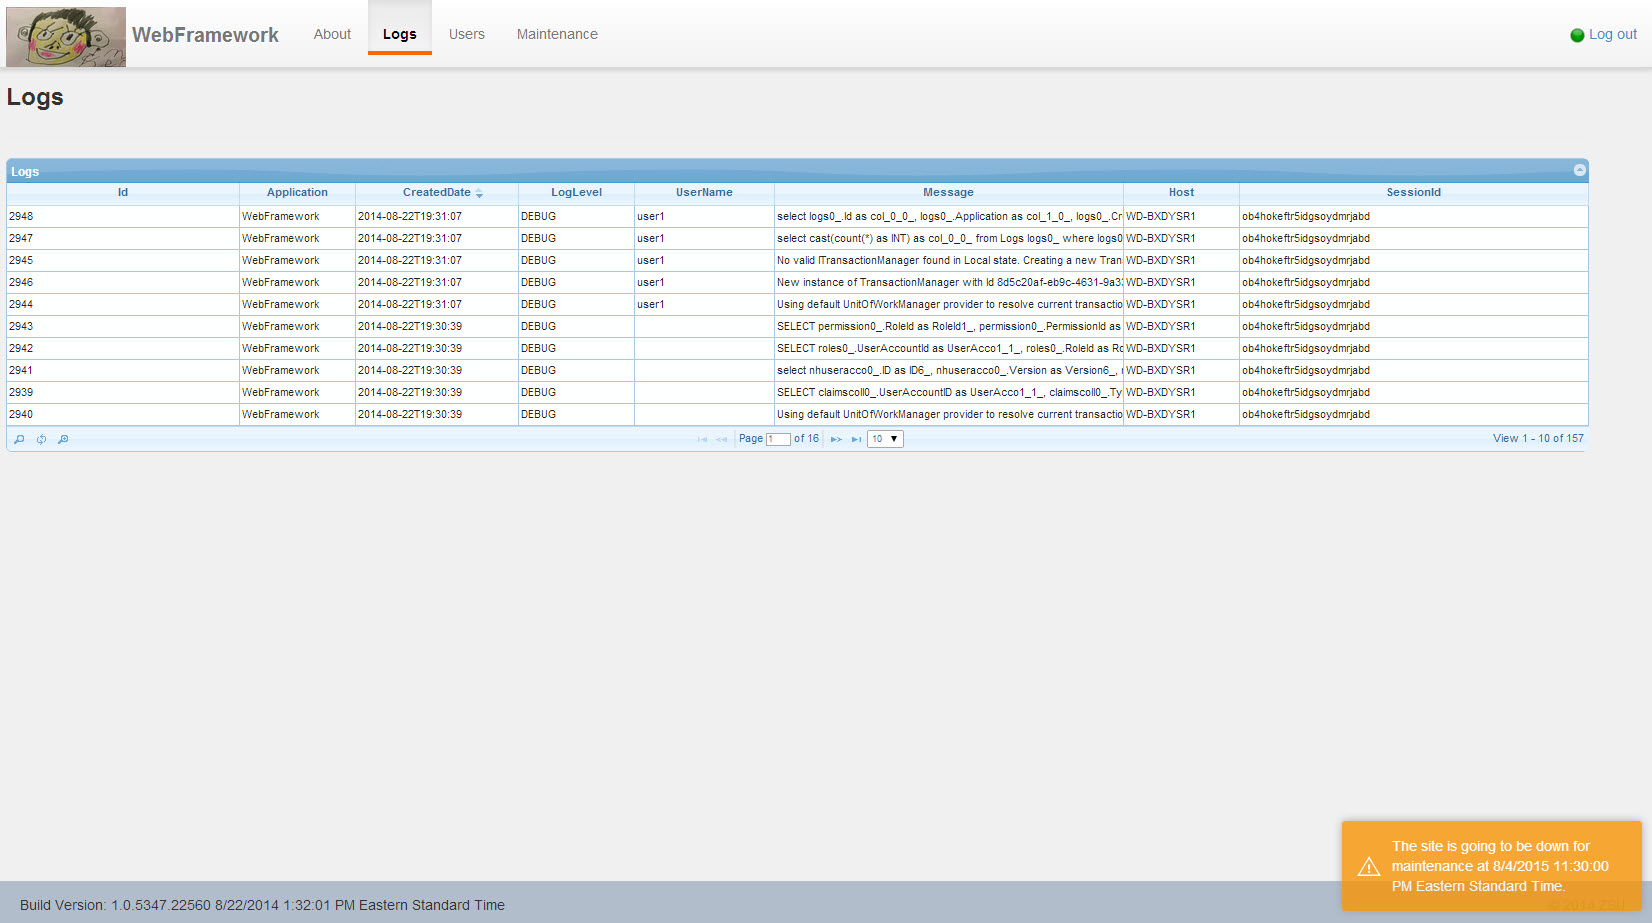 WebFramework About Logs Users Maintenance Log out
Logs
Logs
Id Application CreatedDate LogLevel UserName Message Host SessionId
2948 WebFramework 2014-08-22T19:31:07 DEBUG user1 select logs0_.Id as col_0_0_, logs0_.Application as col_1_0_, logs0_.Cr WD-BXDYSR1 ob4hokeftr5idgsoydmrjabd
2947 WebFramework 2014-08-22T19:31:07 DEBUG user1 select cast(count(*) as INT) as col_0_0_ from Logs logs0_ where logs0 WD-BXDYSR1 ob4hokeftr5idgsoydmrjabd
2945 WebFramework 2014-08-22T19:31:07 DEBUG user1 No valid ITransactionManager found in Local state. Creating a new Tran WD-BXDYSR1 ob4hokeftr5idgsoydmrjabd
2946 WebFramework 2014-08-22T19:31:07 DEBUG user1 New instance of TransactionManager with Id 8d5c20af-eb9c-4631-9a3 WD-BXDYSR1 ob4hokeftr5idgsoydmrjabd
2944 WebFramework 2014-08-22T19:31:07 DEBUG user1 Using default UnitOfWorkManager provider to resolve current transactio WD-BXDYSR1 ob4hokeftr5idgsoydmrjabd
2943 WebFramework 2014-08-22T19:30:39 DEBUG SELECT permission0_.RoleId as RoleId1_, permission0_.PermissionId as WD-BXDYSR1 ob4hokeftr5idgsoydmrjabd
2942 WebFramework 2014-08-22T19:30:39 DEBUG SELECT roles0_.UserAccountId as UserAcco1_1_, roles0_.RoleId as Ro WD-BXDYSR1 ob4hokeftr5idgsoydmrjabd
2941 WebFramework 2014-08-22T19:30:39 DEBUG select nhuseracco0_.ID as ID6_, nhuseracco0_.Version as Version6_, WD-BXDYSR1 ob4hokeftr5idgsoydmrjabd
2939 WebFramework 2014-08-22T19:30:39 DEBUG SELECT claimscoll0_.UserAccountID as UserAcco1_1_, claimscoll0_.Ty WD-BXDYSR1 ob4hokeftr5idgsoydmrjabd
2940 WebFramework 2014-08-22T19:30:39 DEBUG Using default UnitOfWorkManager provider to resolve current transactio WD-BXDYSR1 ob4hokeftr5idgsoydmrjabd
Page 1 of 16 10 View 1 - 10 of 157
The site is going to be down for
maintenance at 8/4/2015 11:30:00
PM Eastern Standard Time.
Build Version: 1.0.5347.22560 8/22/2014 1:32:01 PM Eastern Standard Time © 2014 ZSU